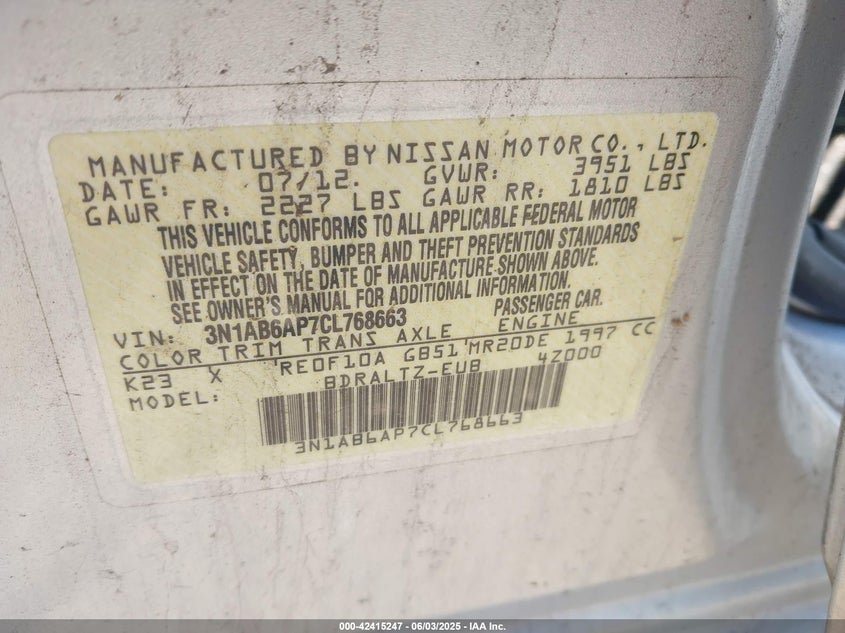 MANUFACTURED BY NISSAN MOTOR CO., LTD.
DATE: 07/12. GVWR: 3951 LBS
GAWR FR: 2227 LBS GAWR RR: 1810 LBS
THIS VEHICLE CONFORMS TO ALL APPLICABLE FEDERAL MOTOR
VEHICLE SAFETY, BUMPER AND THEFT PREVENTION STANDARDS
IN EFFECT ON THE DATE OF MANUFACTURE SHOWN ABOVE.
SEE OWNER'S MANUAL FOR ADDITIONAL INFORMATION.
VIN: 3N1AB6AP7CL768663 PASSENGER CAR.
COLOR TRIM TRANS AXLE ENGINE
K23 X RE0F10A GB51 MR20DE 1997 CC
MODEL: BDRALTZ-EUB 4Z000
3N1AB6AP7CL768663
000-42415247 - 06/03/2025 - IAA Inc.